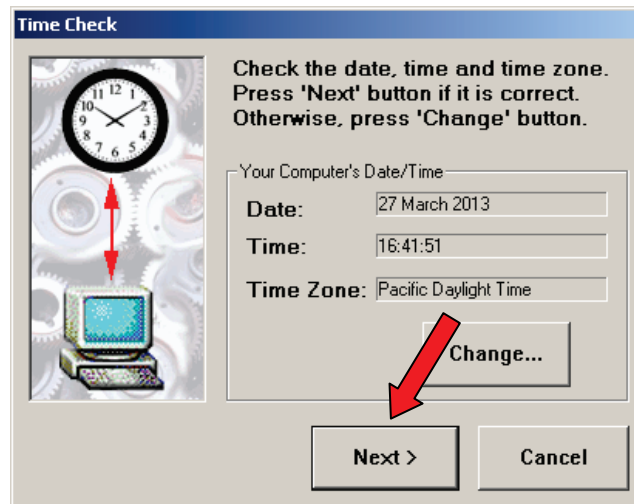 Time Check
Check the date, time and time zone.
Press 'Next' button if it is correct.
Otherwise, press 'Change' button.
Your Computer's Date/Time
Date: 27 March 2013
Time: 16:41:51
Time Zone: Pacific Daylight Time
Change...
Next > Cancel